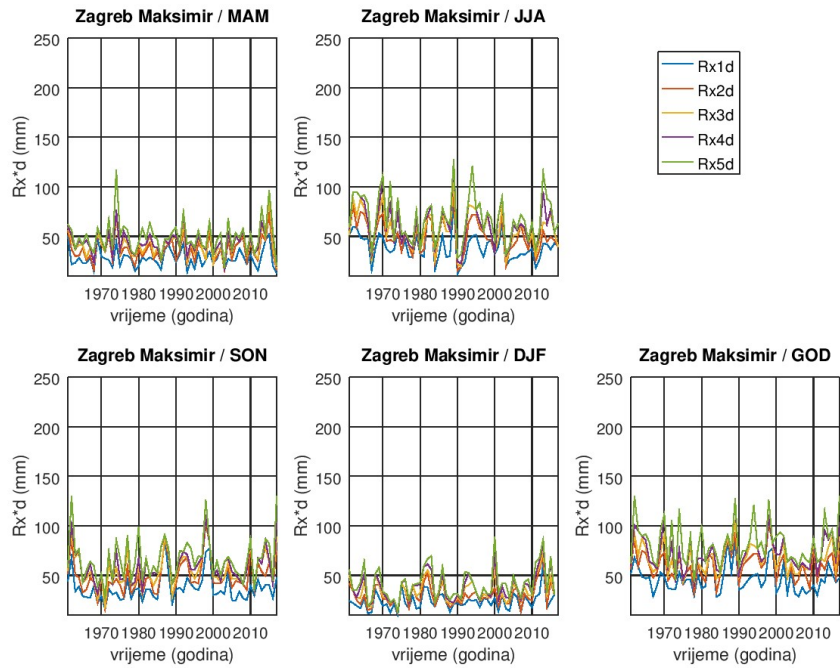 Zagreb Maksimir / MAM
250
200
150
100
50
Rx*d (mm)
1970 1980 1990 2000 2010
vrijeme (godina)
Zagreb Maksimir / JJA
250
200
150
100
50
Rx*d (mm)
1970 1980 1990 2000 2010
vrijeme (godina)
Rx1d
Rx2d
Rx3d
Rx4d
Rx5d
Zagreb Maksimir / SON
250
200
150
100
50
Rx*d (mm)
1970 1980 1990 2000 2010
vrijeme (godina)
Zagreb Maksimir / DJF
250
200
150
100
50
Rx*d (mm)
1970 1980 1990 2000 2010
vrijeme (godina)
Zagreb Maksimir / GOD
250
200
150
100
50
Rx*d (mm)
1970 1980 1990 2000 2010
vrijeme (godina)